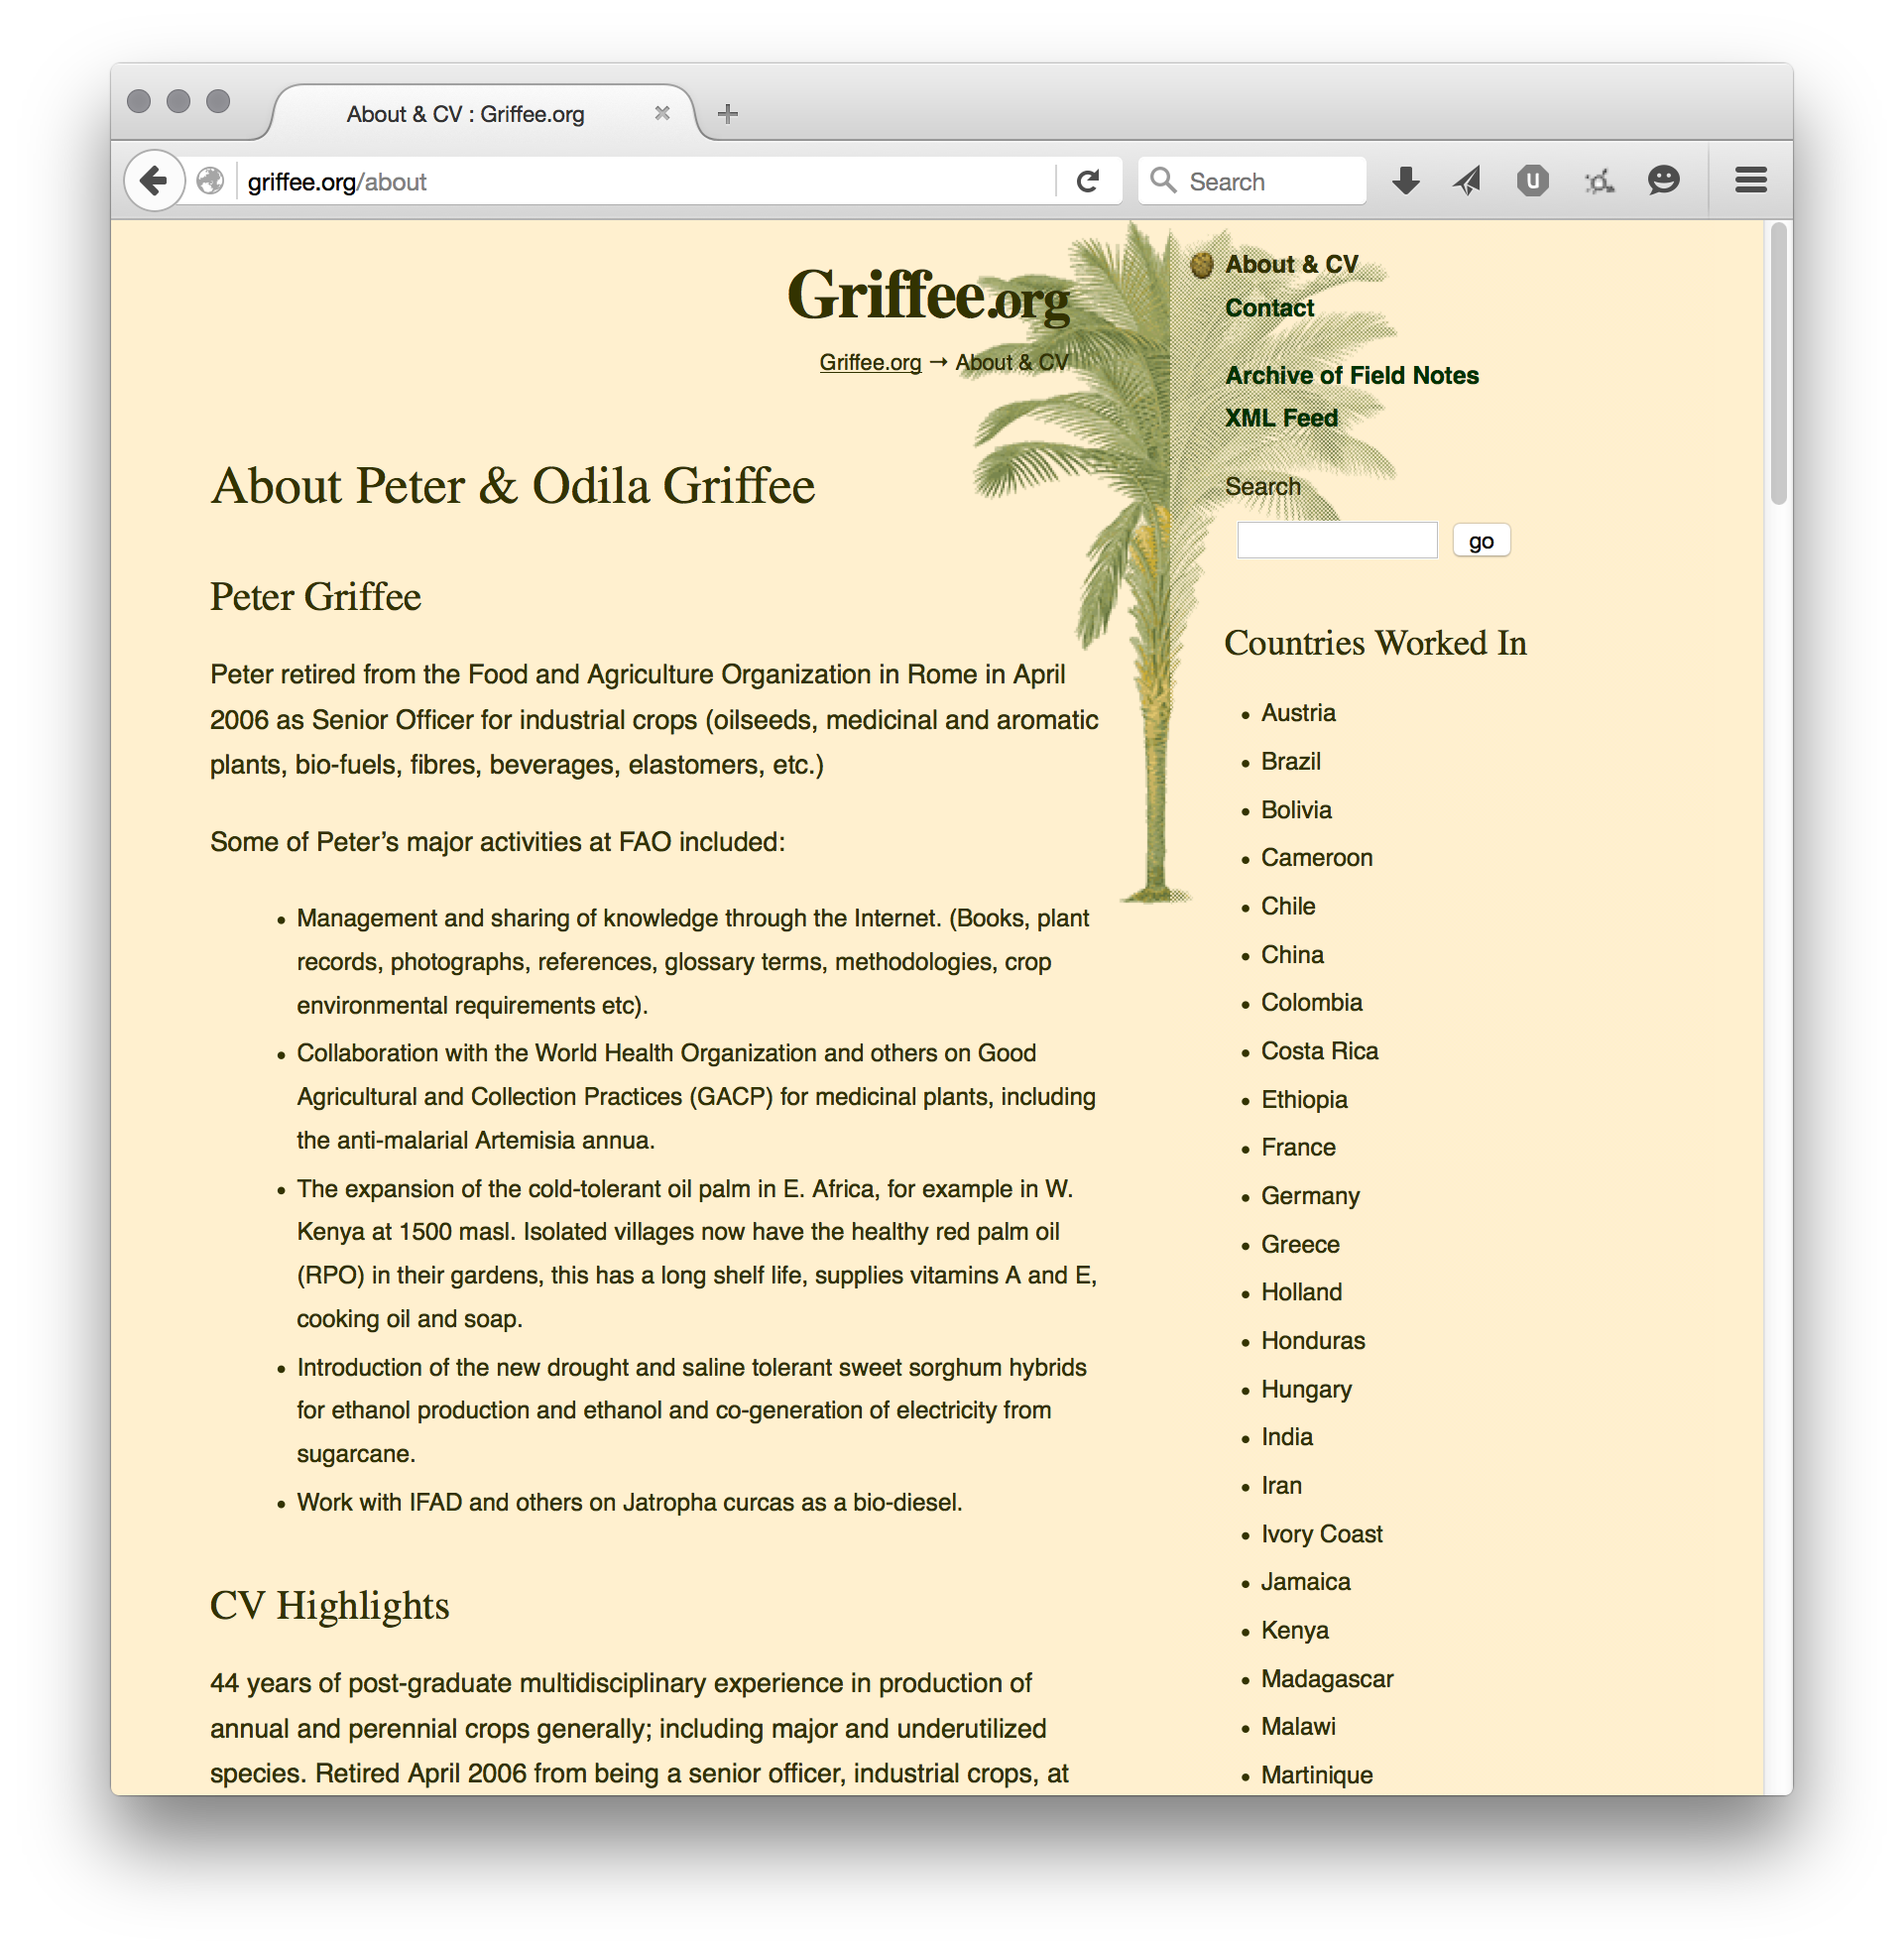 About & CV : Griffee.org
griffee.org/about
Search
Griffee.org
Griffee.org → About & CV
About & CV
Contact
Archive of Field Notes
XML Feed
Search
go
About Peter & Odila Griffee
Peter Griffee
Peter retired from the Food and Agriculture Organization in Rome in April
2006 as Senior Officer for industrial crops (oilseeds, medicinal and aromatic
plants, bio-fuels, fibres, beverages, elastomers, etc.)
Some of Peter’s major activities at FAO included:
• Management and sharing of knowledge through the Internet. (Books, plant
records, photographs, references, glossary terms, methodologies, crop
environmental requirements etc).
• Collaboration with the World Health Organization and others on Good
Agricultural and Collection Practices (GACP) for medicinal plants, including
the anti-malarial Artemisia annua.
• The expansion of the cold-tolerant oil palm in E. Africa, for example in W.
Kenya at 1500 masl. Isolated villages now have the healthy red palm oil
(RPO) in their gardens, this has a long shelf life, supplies vitamins A and E,
cooking oil and soap.
• Introduction of the new drought and saline tolerant sweet sorghum hybrids
for ethanol production and ethanol and co-generation of electricity from
sugarcane.
• Work with IFAD and others on Jatropha curcas as a bio-diesel.
CV Highlights
44 years of post-graduate multidisciplinary experience in production of
annual and perennial crops generally; including major and underutilized
species. Retired April 2006 from being a senior officer, industrial crops, at
Countries Worked In
• Austria
• Brazil
• Bolivia
• Cameroon
• Chile
• China
• Colombia
• Costa Rica
• Ethiopia
• France
• Germany
• Greece
• Holland
• Honduras
• Hungary
• India
• Iran
• Ivory Coast
• Jamaica
• Kenya
• Madagascar
• Malawi
• Martinique